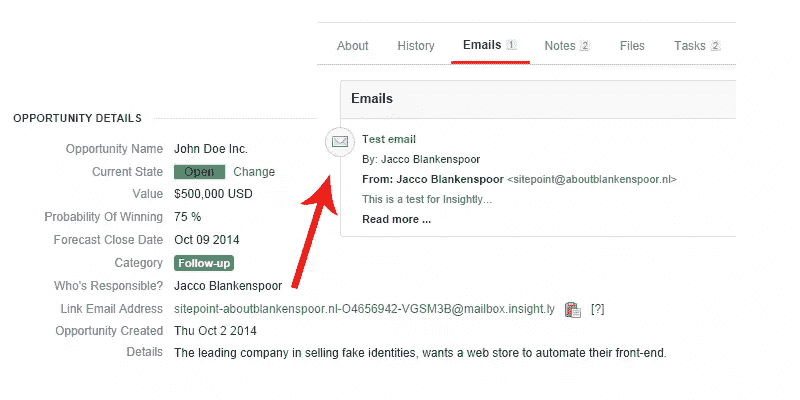 About History Emails 1 Notes 2 Files Tasks 2
Emails
Test email
By: Jacco Blankenspoor
From: Jacco Blankenspoor <sitepoint@aboutblankenspoor.nl>
This is a test for Insightly...
Read more ...
OPPORTUNITY DETAILS
Opportunity Name John Doe Inc.
Current State Open Change
Value $500,000 USD
Probability Of Winning 75 %
Forecast Close Date Oct 09 2014
Category Follow-up
Who's Responsible? Jacco Blankenspoor
Link Email Address sitepoint-aboutblankenspoor.nl-O4656942-VGSM3B@mailbox.insight.ly [?]
Opportunity Created Thu Oct 2 2014
Details The leading company in selling fake identities, wants a web store to automate their front-end.